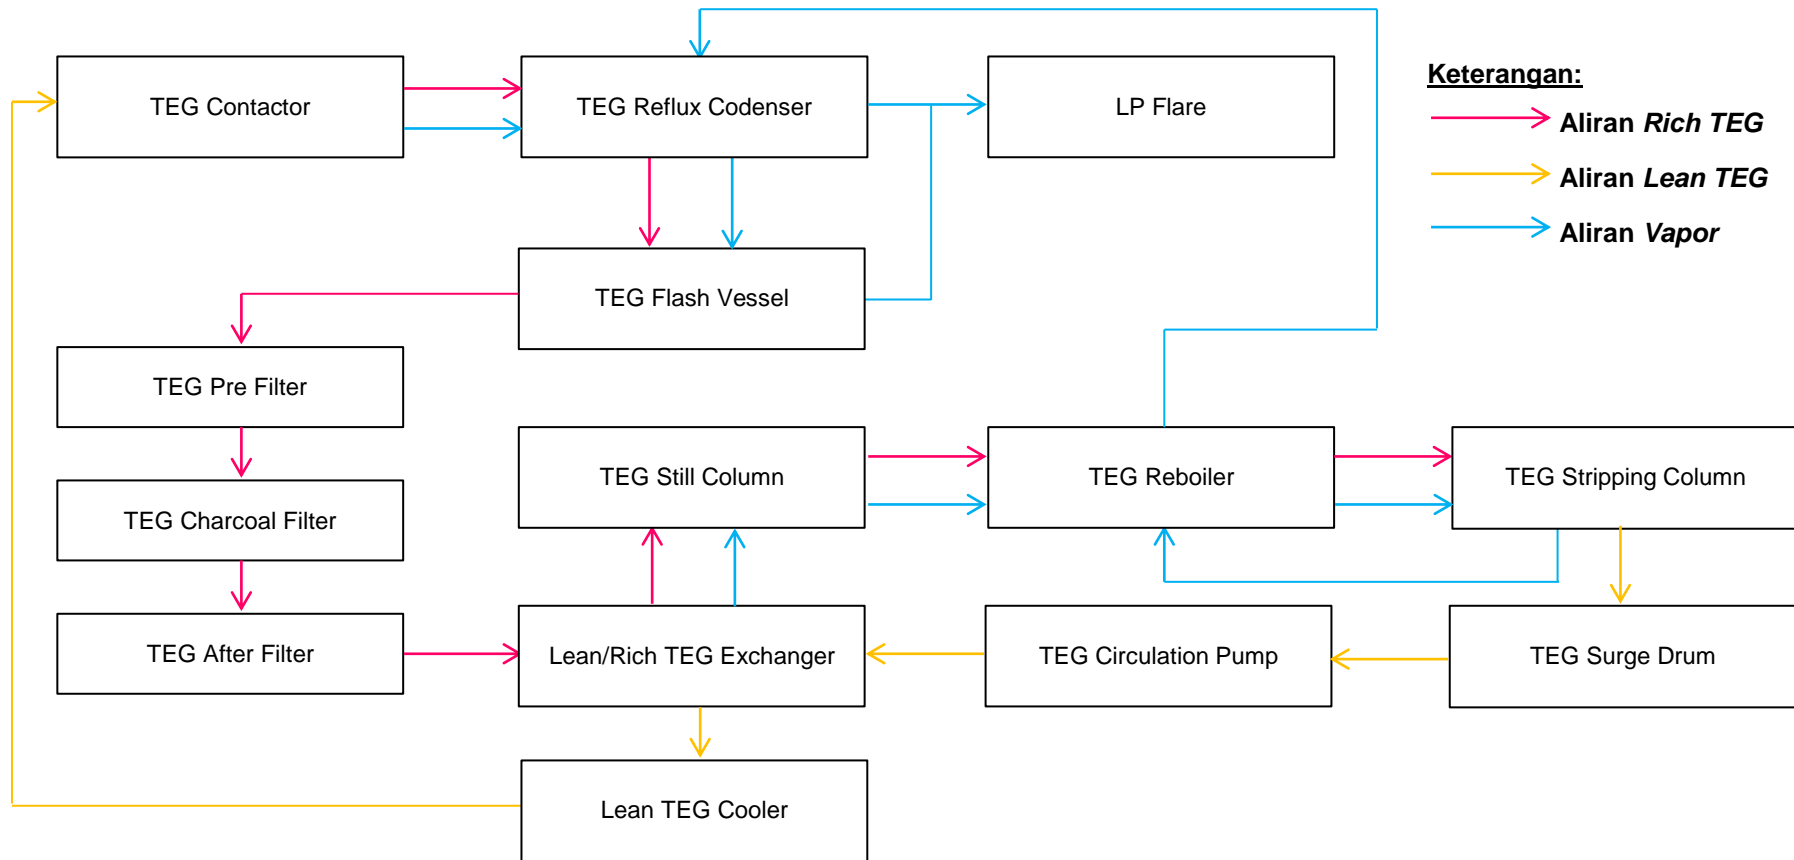 TEG Contactor
TEG Reflux Codenser
LP Flare
Keterangan:
Aliran Rich TEG
Aliran Lean TEG
Aliran Vapor
TEG Flash Vessel
TEG Pre Filter
TEG Still Column
TEG Reboiler
TEG Stripping Column
TEG Charcoal Filter
TEG After Filter
Lean/Rich TEG Exchanger
TEG Circulation Pump
TEG Surge Drum
Lean TEG Cooler